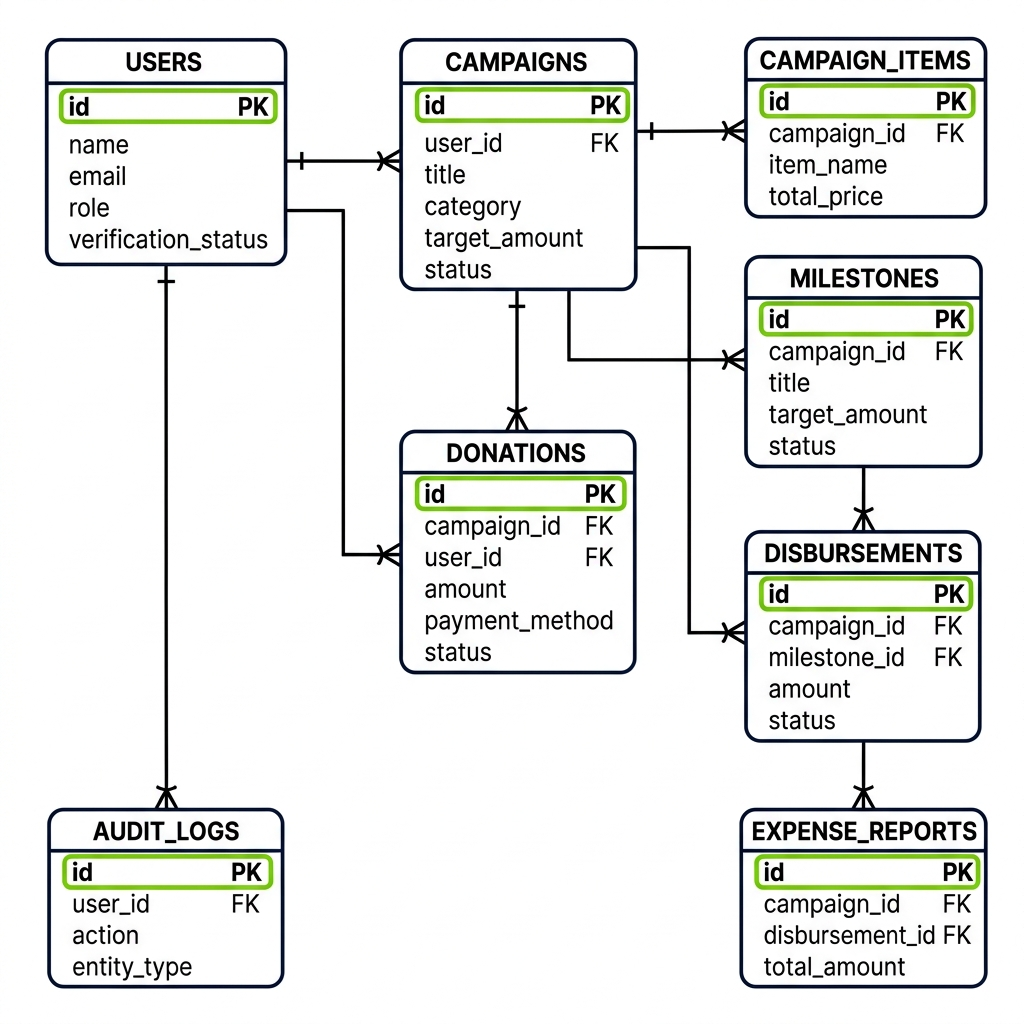 USERS
id PK
name
email
role
verification_status
CAMPAIGNS
id PK
user_id FK
title
category
target_amount
status
CAMPAIGN_ITEMS
id PK
campaign_id FK
item_name
total_price
MILESTONES
id PK
campaign_id FK
title
target_amount
status
DONATIONS
id PK
campaign_id FK
user_id FK
amount
payment_method
status
DISBURSEMENTS
id PK
campaign_id FK
milestone_id FK
amount
status
AUDIT_LOGS
id PK
user_id FK
action
entity_type
EXPENSE_REPORTS
id PK
campaign_id FK
disbursement_id FK
total_amount